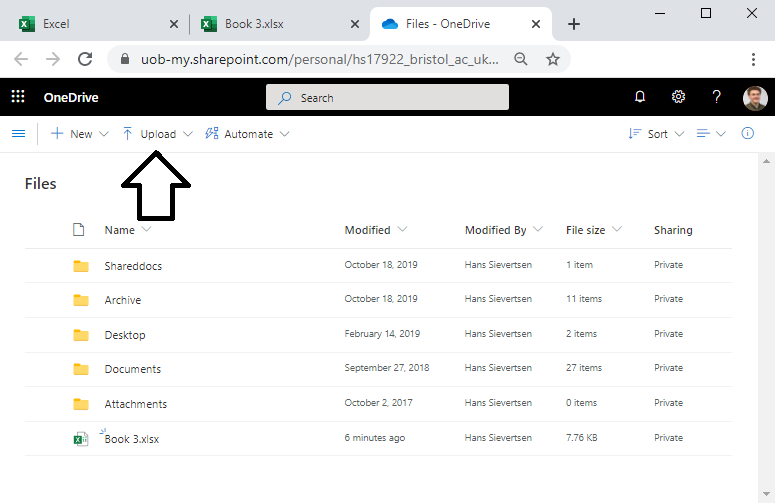 Excel Book 3.xlsx Files - OneDrive
uob-my.sharepoint.com/personal/hs17922_bristol_ac_uk...
OneDrive Search ?
New Upload Automate Sort
Files
Name Modified Modified By File size Sharing
Shareddocs October 18, 2019 Hans Sievertsen 1 item Private
Archive October 18, 2019 Hans Sievertsen 11 items Private
Desktop February 14, 2019 Hans Sievertsen 2 items Private
Documents September 27, 2018 Hans Sievertsen 27 items Private
Attachments October 2, 2017 Hans Sievertsen 0 items Private
Book 3.xlsx 6 minutes ago Hans Sievertsen 7.76 KB Private